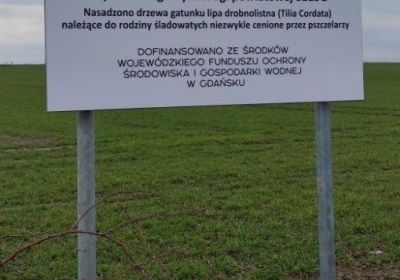 Nasadzono drzewa gatunku lipa drobnolistna (Tilia Cordata)
należące do rodziny śladowatych niezwykle cenione przez pszczelarzy
DOFINANSOWANO ZE ŚRODKÓW
WOJEWÓDZKIEGO FUNDUSZU OCHRONY
ŚRODOWISKA I GOSPODARKI WODNEJ
W GDAŃSKU